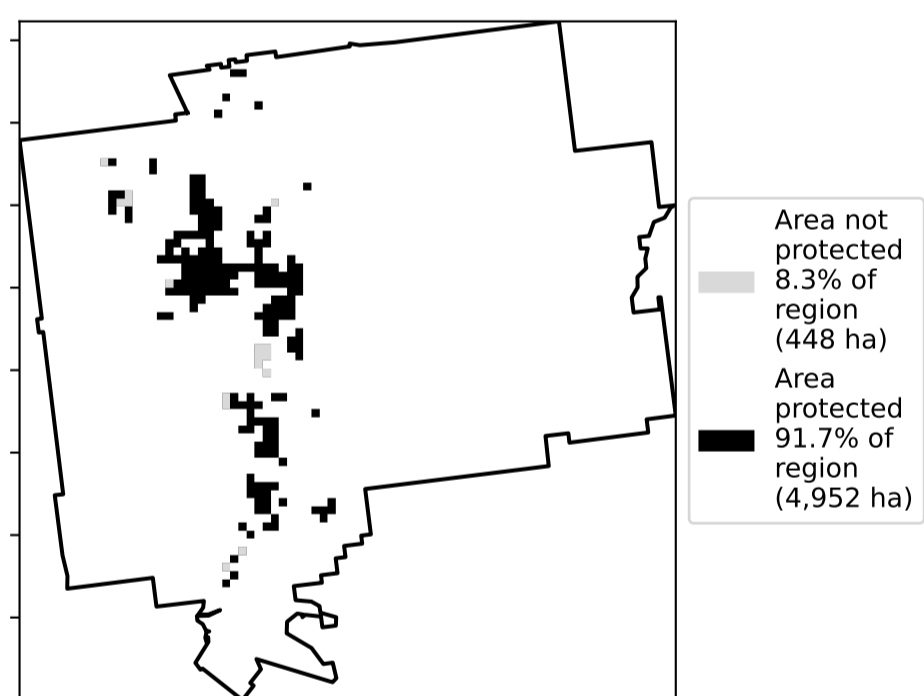 Area not
protected
8.3% of
region
(448 ha)
Area
protected
91.7% of
region
(4,952 ha)